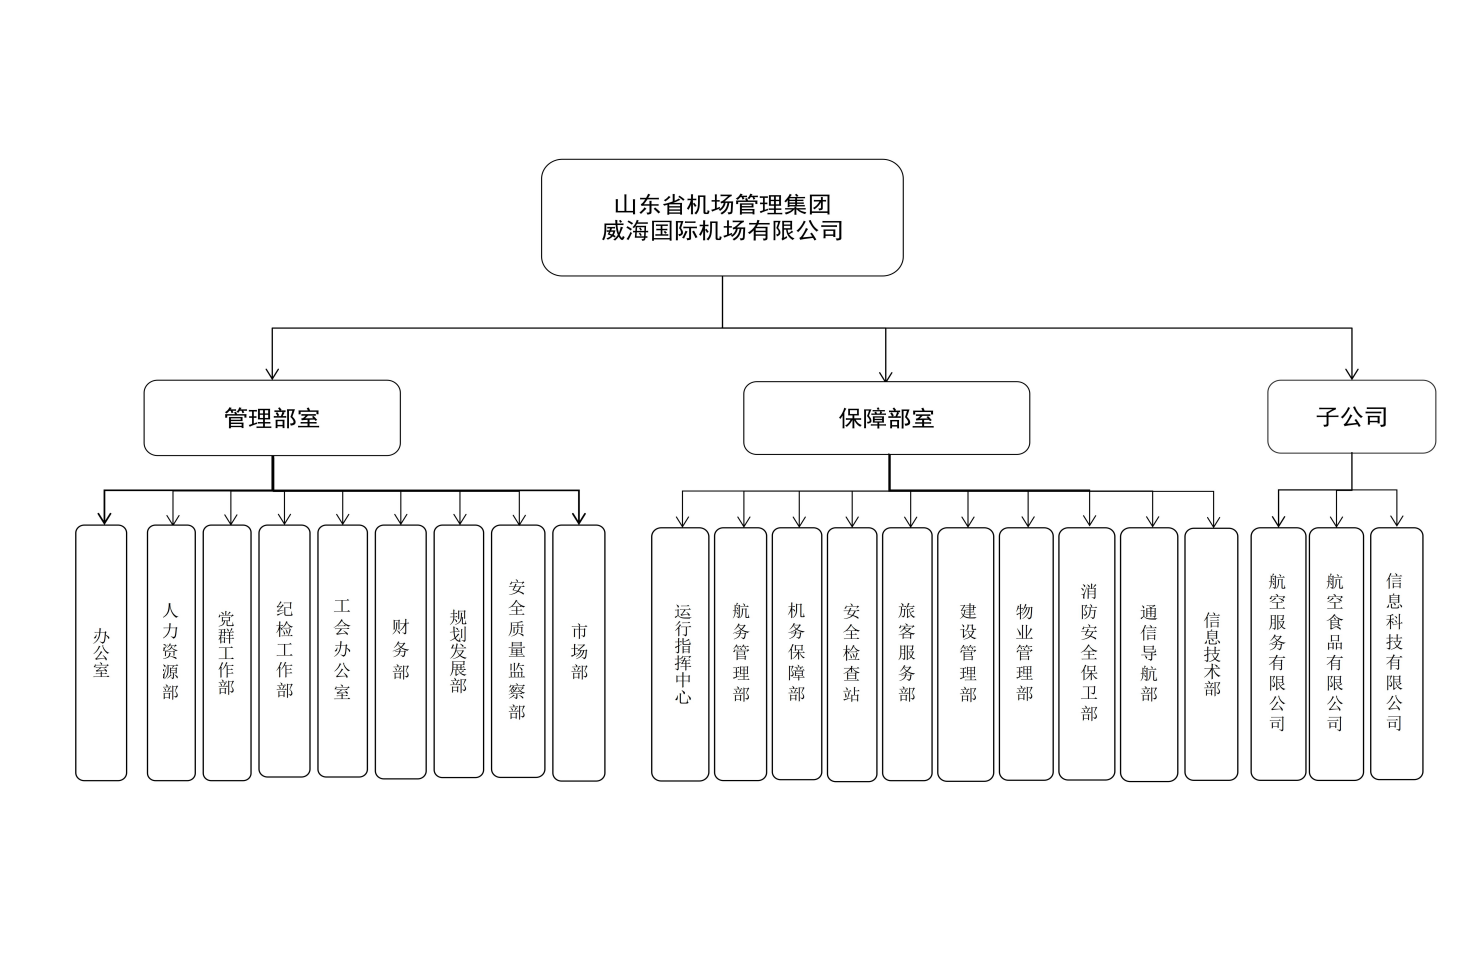 山东省机场管理集团
威海国际机场有限公司
管理部室
保障部室
子公司
办公室
人力资源部
党群工作部
纪检工作部
工会办公室
财务部
规划发展部
安全质量监察部
市场部
运行指挥中心
航务管理部
机务保障部
安全检查站
旅客服务部
建设管理部
物业管理部
消防安全保卫部
通信导航部
信息技术部
航空服务有限公司
航空食品有限公司
信息科技有限公司